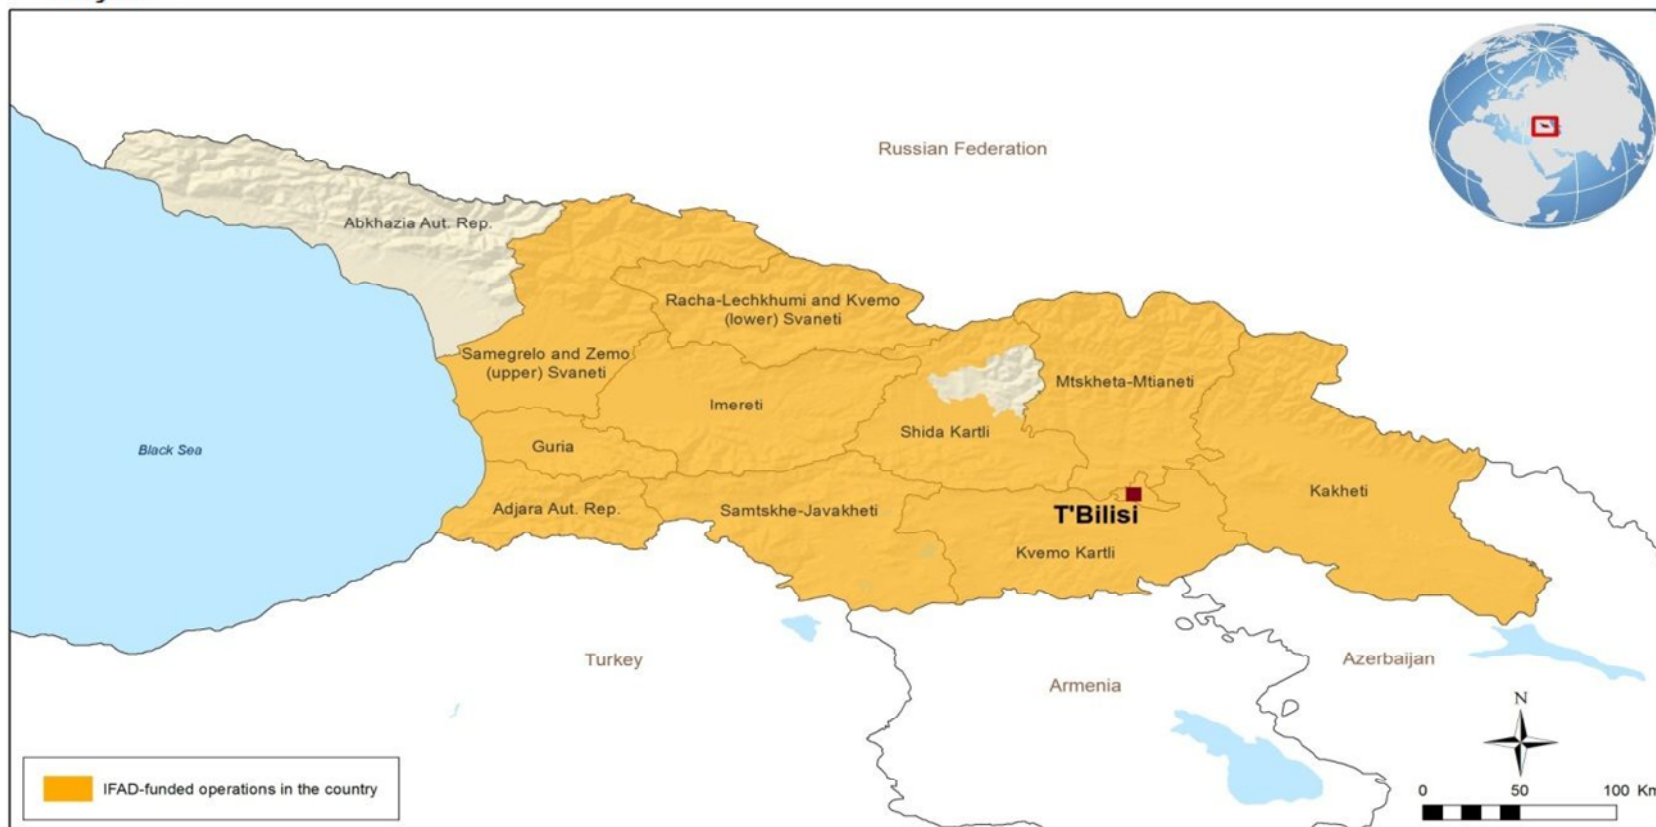 Russian Federation
Abkhazia Aut. Rep.
Racha-Lechkhumi and Kvemo
(lower) Svaneti
Samegrelo and Zemo
(upper) Svaneti
Mtskheta-Mtianeti
Imereti
Shida Kartli
Guria
Black Sea
Kakheti
Adjara Aut. Rep.
Samtskhe-Javakheti
T'Bilisi
Kvemo Kartli
Turkey
Azerbaijan
Armenia
N
IFAD-funded operations in the country
0 50 100 Km